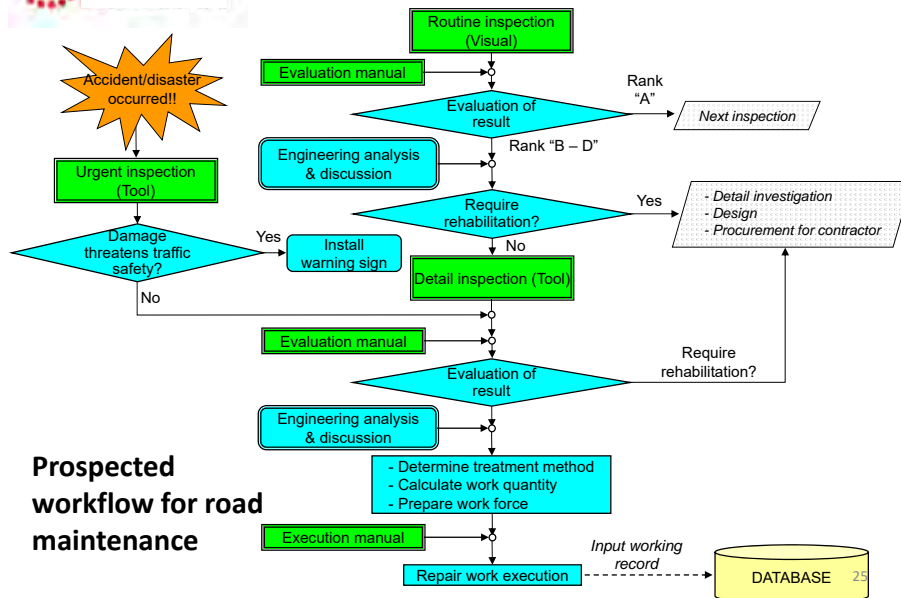 Routine inspection
(Visual)
Evaluation manual
Accident/disaster
occurred!!
Rank
“A”
Evaluation of
result
Next inspection
Rank “B – D”
Engineering analysis
& discussion
Urgent inspection
(Tool)
Require
rehabilitation?
Yes
- Detail investigation
- Design
- Procurement for contractor
Damage
threatens traffic
safety?
Yes
Install
warning sign
No
Detail inspection (Tool)
No
Evaluation manual
Require
rehabilitation?
Evaluation of
result
Engineering analysis
& discussion
Prospected
workflow for road
maintenance
- Determine treatment method
- Calculate work quantity
- Prepare work force
Execution manual
Input working
record
Repair work execution
DATABASE
25